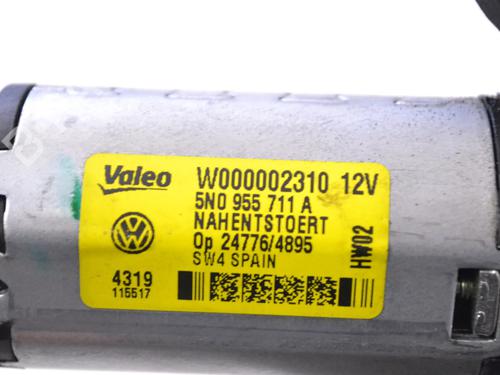 Valeo W000002310 12V
5N0 955 711 A
NAHENTSTOERT
Op 24776/4895
SW4 SPAIN
HW02
4319
115517